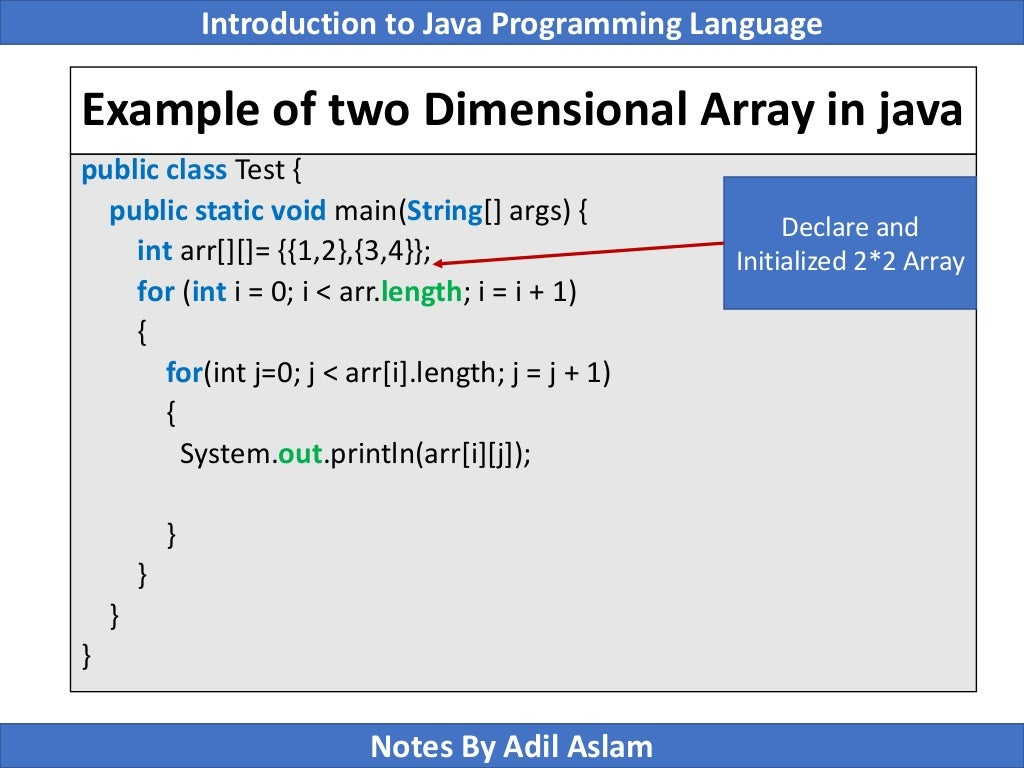 Introduction to Java Programming Language
Example of two Dimensional Array in java
public class Test {
public static void main(String[] args) {
int arr[][]= {{1,2},{3,4}};
for (int i = 0; i < arr.length; i = i + 1)
{
for(int j=0; j < arr[i].length; j = j + 1)
{
System.out.println(arr[i][j]);
}
}
}
}
Declare and
Initialized 2*2 Array
Notes By Adil Aslam